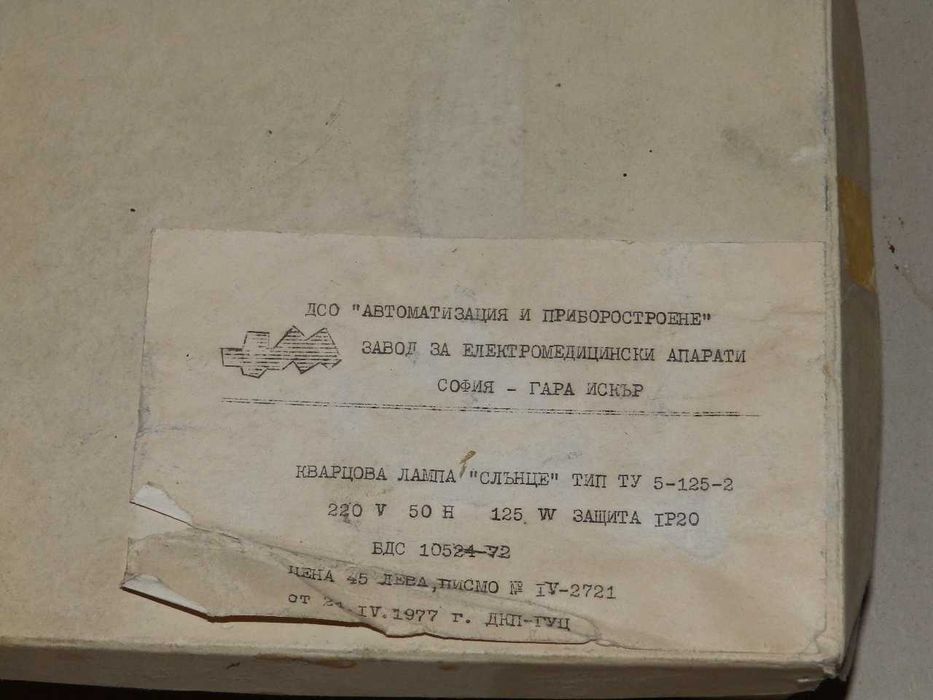 ДСО "АВТОМАТИЗАЦИЯ И ПРИБОРОСТРОЕНЕ"
ЗАВОД ЗА ЕЛЕКТРОМЕДИЦИНСКИ АПАРАТИ
СОФИЯ - ГАРА ИСКЪР
КВАРЦОВА ЛАМПА "СЛЪНЦЕ" ТИП ТУ 5-125-2
220 V 50 H 125 W ЗАЩИТА IP20
БДС 10524-72
ЦЕНА 45 ЛЕВА, ПИСМО № IV-2721
от IV.1977 г. ДКП-ГУЦ